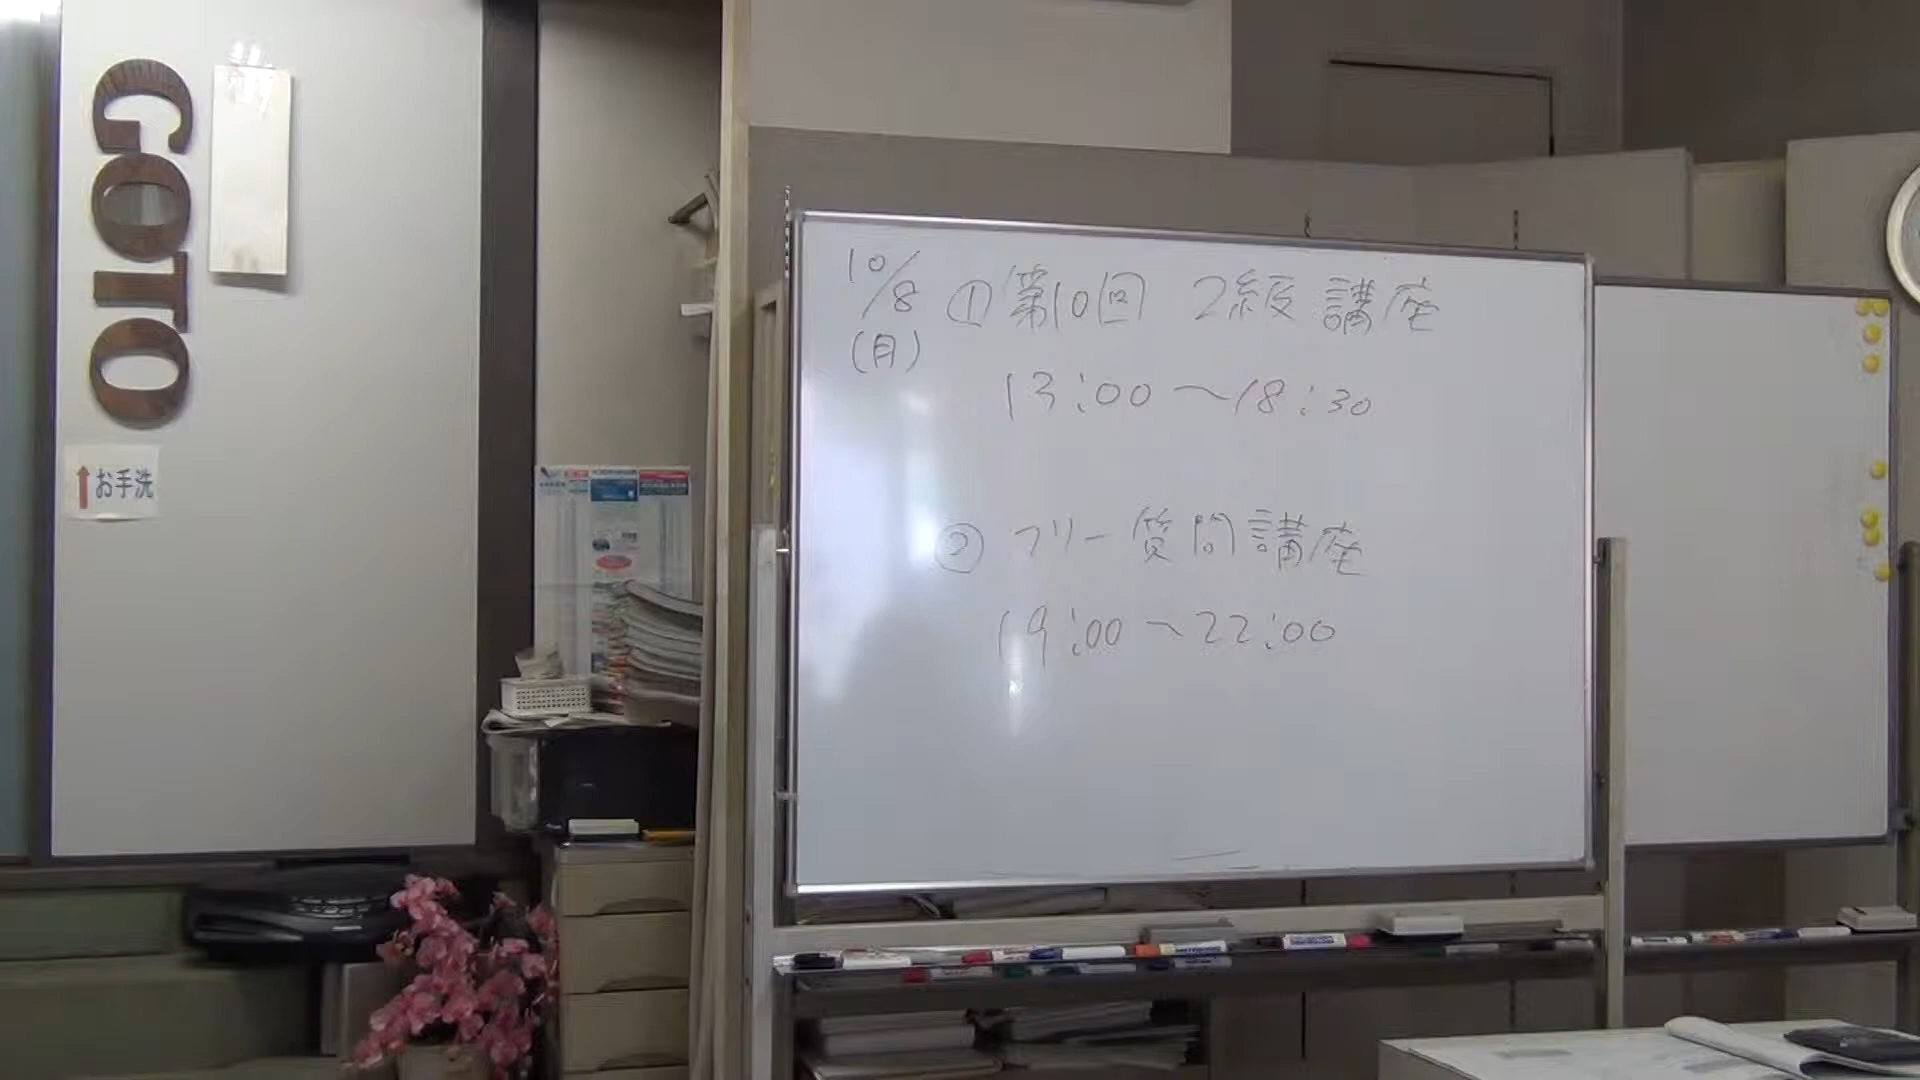 GOTO
お手洗
10/8 ①第10回 2級講座
(月)
13:00〜18:30
② フリー質問講座
19:00〜22:00